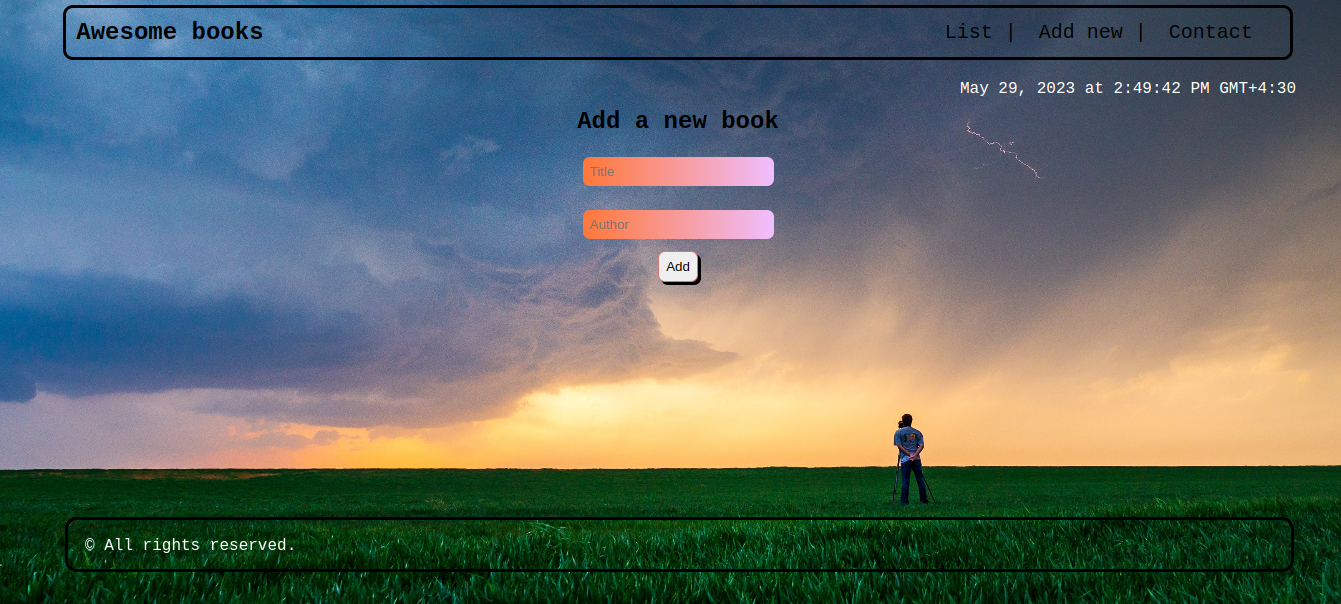 Awesome books
List | Add new | Contact
May 29, 2023 at 2:49:42 PM GMT+4:30
Add a new book
Title
Author
Add
© All rights reserved.